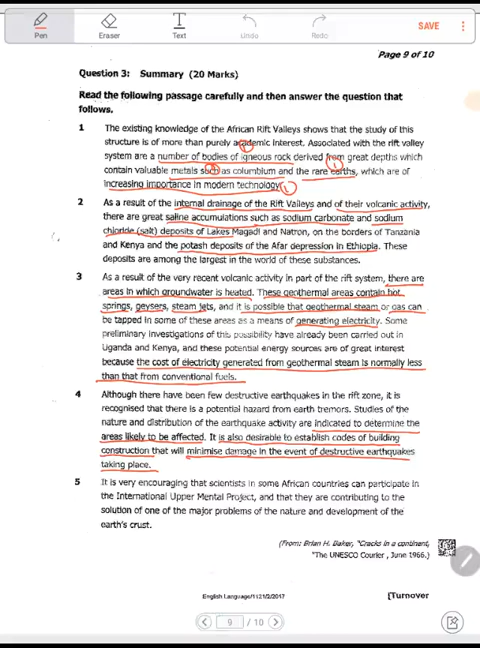 SAVE
Pen
Eraser
Text
Undo
Redo
Page 9 of 10
Question 3: Summary (20 Marks)
Read the following passage carefully and then answer the question that
follows.
1 The existing knowledge of the African Rift Valleys shows that the study of this
structure is of more than purely academic interest. Associated with the rift valley
system are a number of bodies of igneous rock derived from great depths which
contain valuable metals such as columbium and the rare earths, which are of
increasing importance in modern technology.
2 As a result of the internal drainage of the Rift Valleys and of their volcanic activity,
there are great saline accumulations such as sodium carbonate and sodium
chloride (salt) deposits of Lakes Magadi and Natron, on the borders of Tanzania
and Kenya and the potash deposits of the Afar depression in Ethiopia. These
deposits are among the largest in the world of these substances.
3 As a result of the very recent volcanic activity in part of the rift system, there are
areas in which groundwater is heated. These geothermal areas contain hot
springs, geysers, steam jets, and it is possible that geothermal steam or gas can
be tapped in some of these areas as a means of generating electricity. Some
preliminary investigations of this possibility have already been carried out in
Uganda and Kenya, and these potential energy sources are of great interest
because the cost of electricity generated from geothermal steam is normally less
than that from conventional fuels.
4 Although there have been few destructive earthquakes in the rift zone, it is
recognised that there is a potential hazard from earth tremors. Studies of the
nature and distribution of the earthquake activity are indicated to determine the
areas likely to be affected. It is also desirable to establish codes of building
construction that will minimise damage in the event of destructive earthquakes
taking place.
5 It is very encouraging that scientists in some African countries can participate in
the International Upper Mental Project, and that they are contributing to the
solution of one of the major problems of the nature and development of the
earth's crust.
(From: Brian H. Baker, "Cracks in a continent,
"The UNESCO Courier, June 1966.)
English Language/1121/2/2017
[Turnover
9 / 10